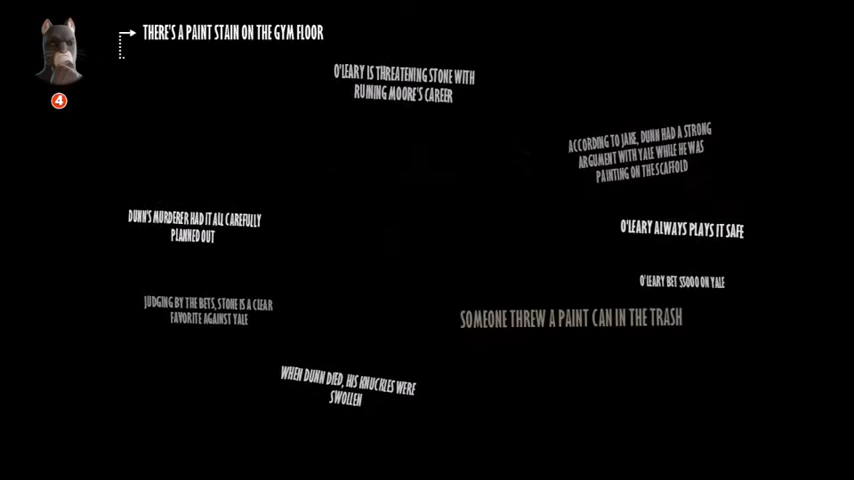 THERE'S A PAINT STAIN ON THE GYM FLOOR
4
O'LEARY IS THREATENING STONE WITH
RUINING MOORE'S CAREER
ACCORDING TO JAKE, DUNN HAD A STRONG
ARGUMENT WITH YALE WHILE HE WAS
PAINTING ON THE SCAFFOLD
DUNN'S MURDERER HAD IT ALL CAREFULLY
PLANNED OUT
O'LEARY ALWAYS PLAYS IT SAFE
O'LEARY BET $5000 ON YALE
JUDGING BY THE BETS, STONE IS A CLEAR
FAVORITE AGAINST YALE
SOMEONE THREW A PAINT CAN IN THE TRASH
WHEN DUNN DIED, HIS KNUCKLES WERE
SWOLLEN